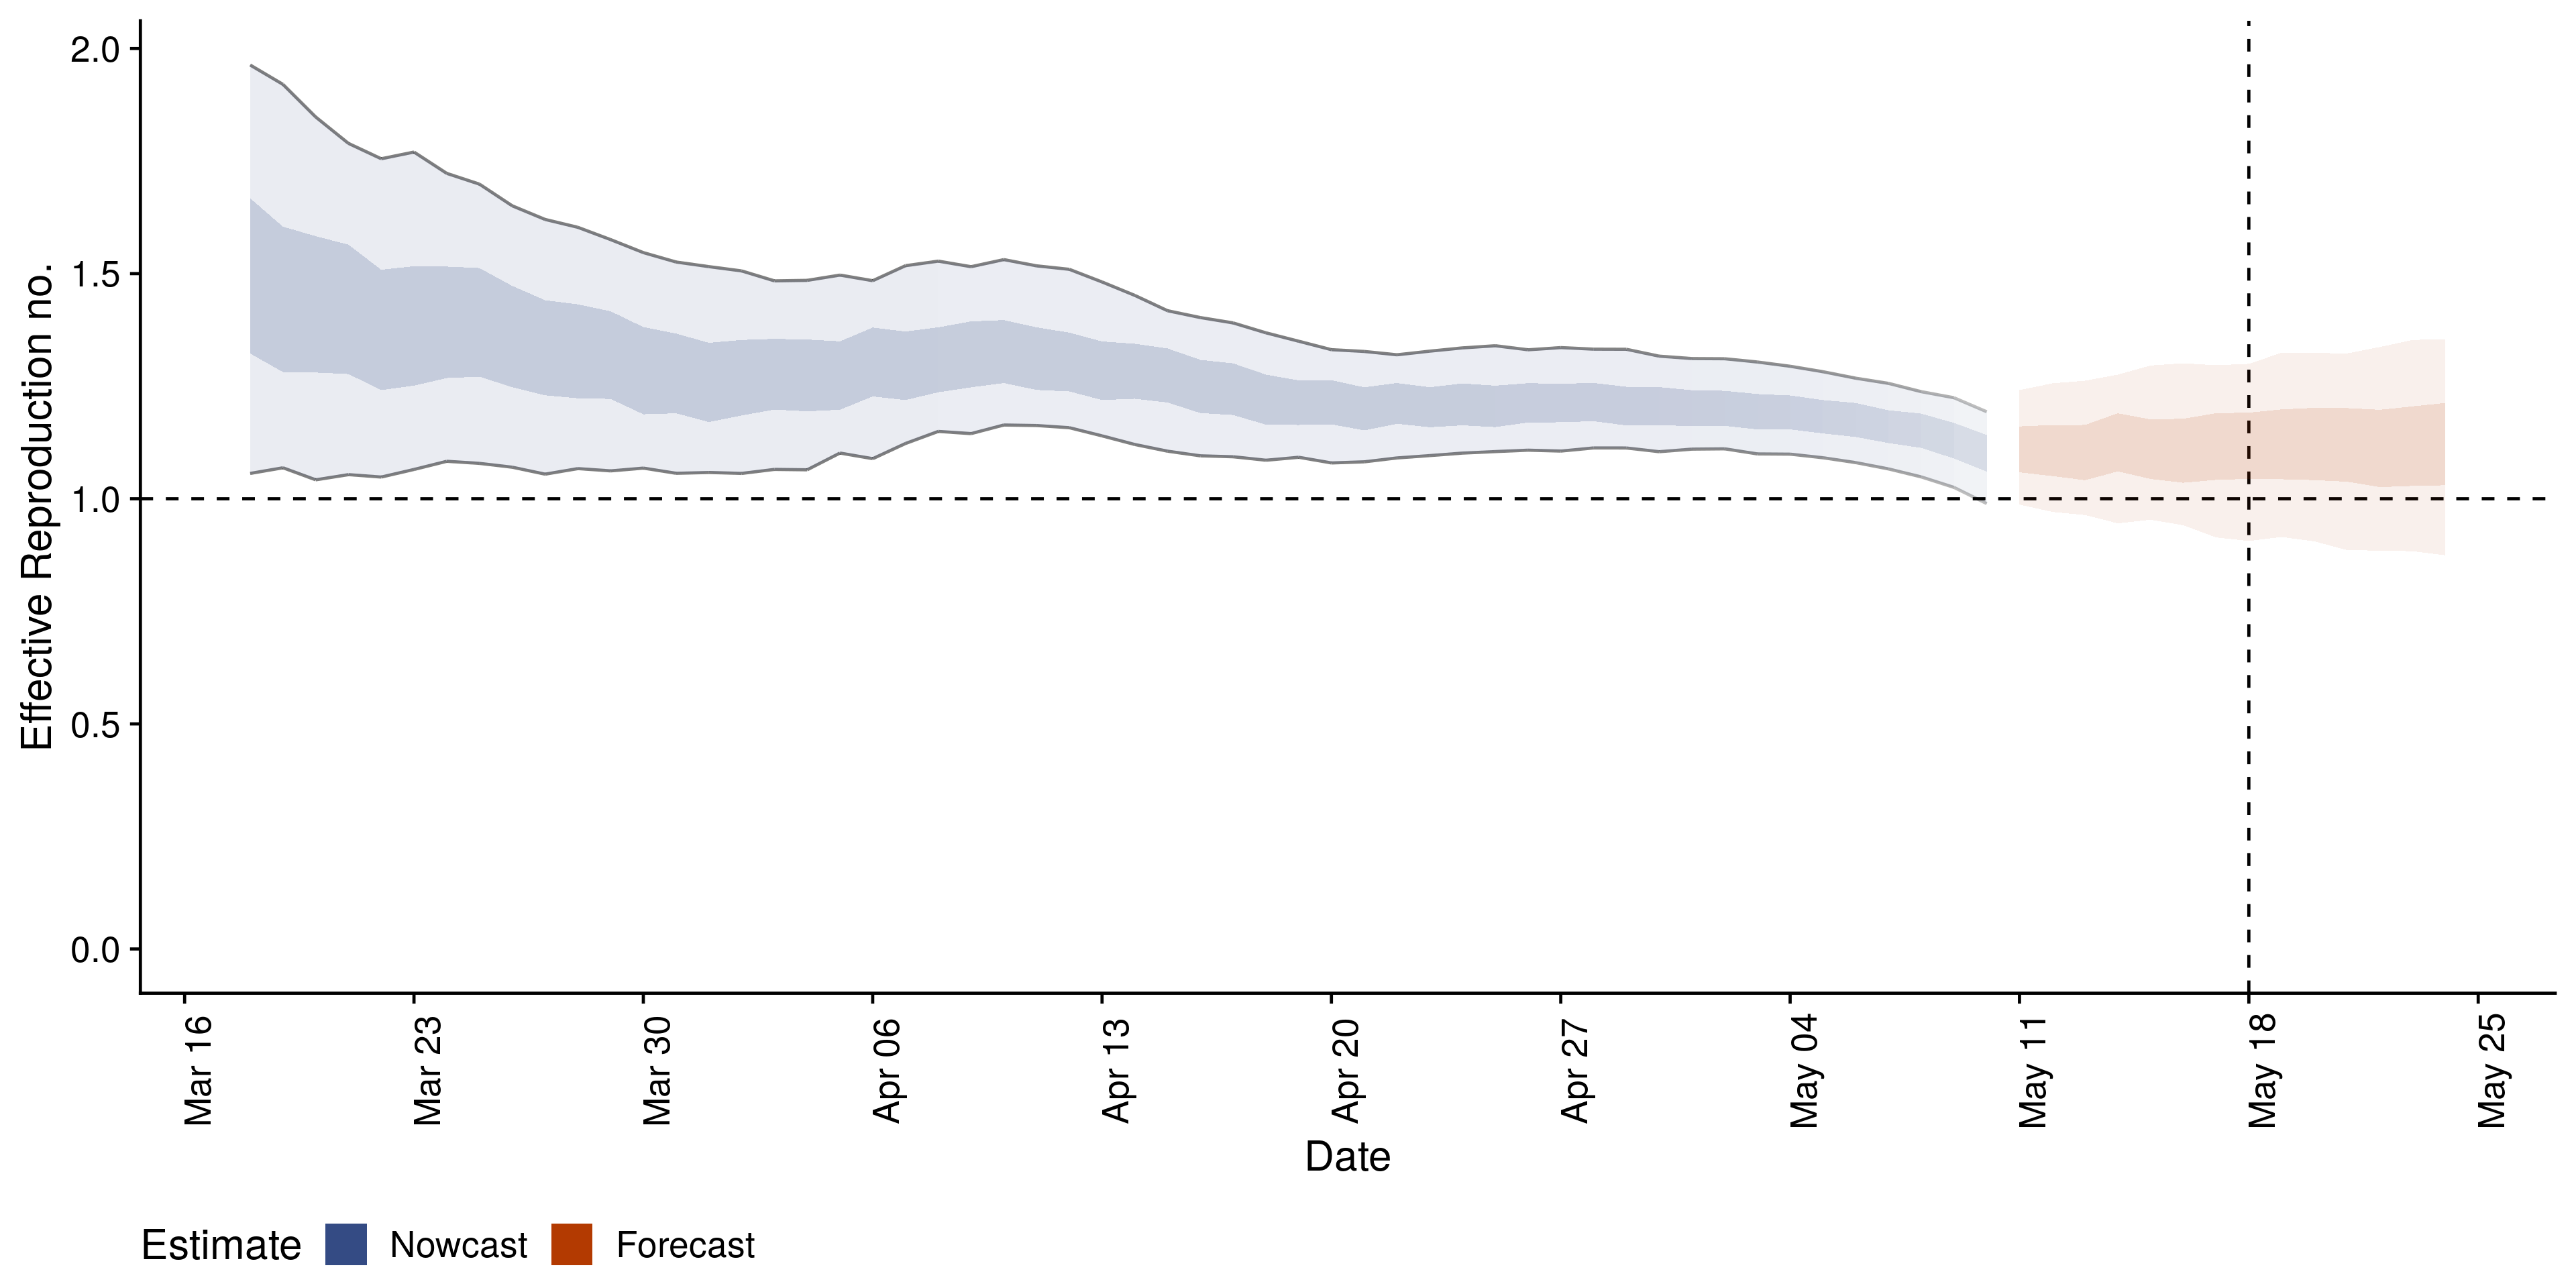 Effective Reproduction no.
2.0
1.5
1.0
0.5
0.0
Mar 16
Mar 23
Mar 30
Apr 06
Apr 13
Apr 20
Apr 27
May 04
May 11
May 18
May 25
Date
Estimate Nowcast Forecast